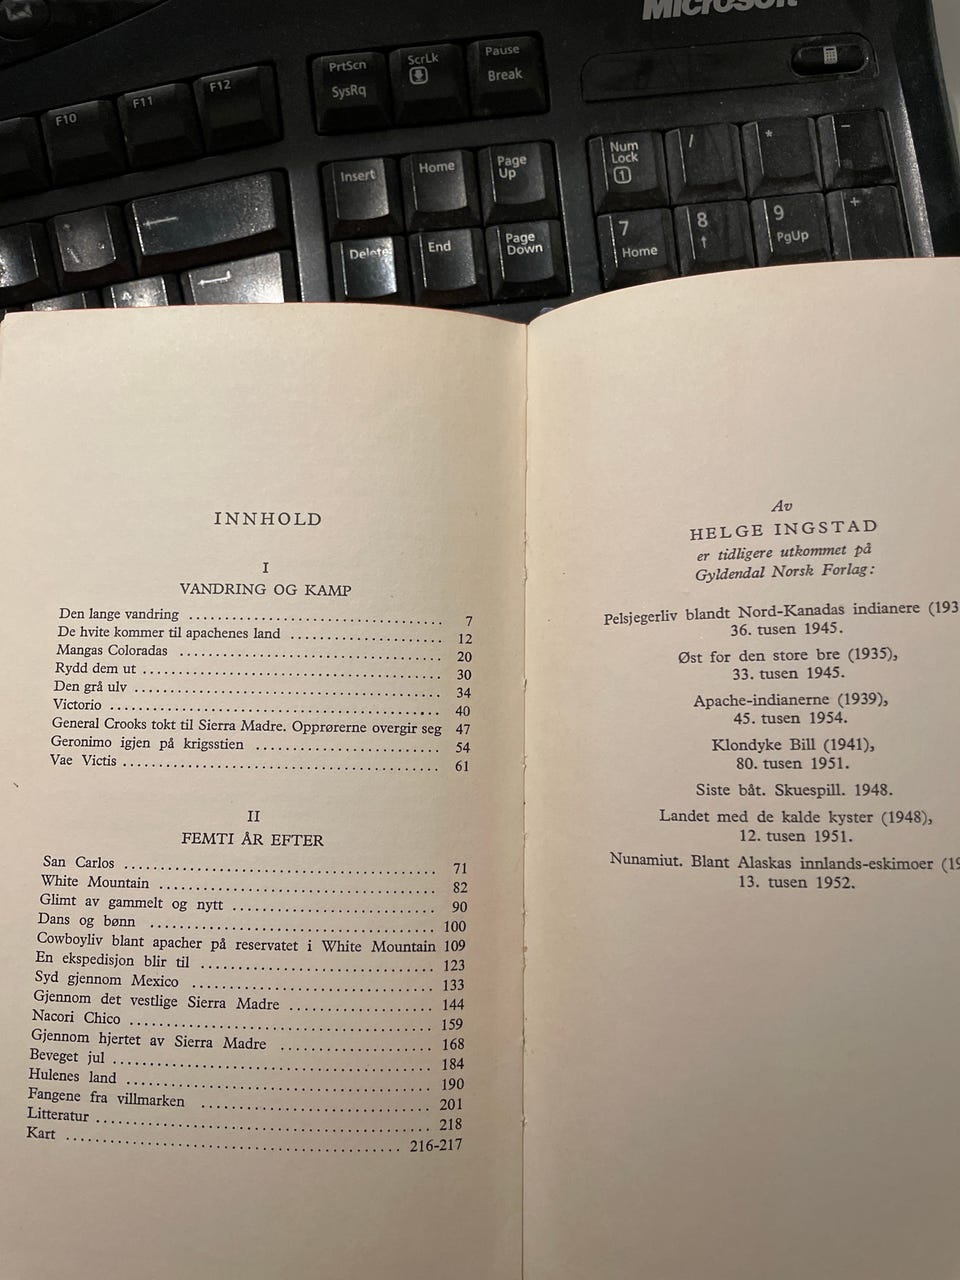 Microsoft
PrtScn
SysRq
ScrLk
Pause
Break
F10
F11
F12
Insert
Home
Page
Up
Num
Lock
1
/
*
-
Delete
End
Page
Down
7
Home
8
9
PgUp
+
INNHOLD
I
VANDRING OG KAMP
Den lange vandring ........................................ 7
De hvite kommer til apachenes land ........................ 12
Mangas Coloradas ........................................ 20
Rydd dem ut ........................................ 30
Den grå ulv ........................................ 34
Victorio ........................................ 40
General Crooks tokt til Sierra Madre. Opprørerne overgir seg 47
Geronimo igjen på krigsstien ............................ 54
Vae Victis ........................................ 61
II
FEMTI ÅR EFTER
San Carlos ........................................ 71
White Mountain ........................................ 82
Glimt av gammelt og nytt ............................ 90
Dans og bønn ........................................ 100
Cowboyliv blant apacher på reservatet i White Mountain 109
En ekspedisjon blir til ................................ 123
Syd gjennom Mexico ................................ 133
Gjennom det vestlige Sierra Madre .................... 144
Nacori Chico ........................................ 159
Gjennom hjertet av Sierra Madre .................... 168
Beveget jul ........................................ 184
Hulenes land ........................................ 190
Fangene fra villmarken ................................ 201
Litteratur ........................................ 218
Kart ........................................ 216-217
Av
HELGE INGSTAD
er tidligere utkommet på
Gyldendal Norsk Forlag:
Pelsjegerliv blandt Nord-Kanadas indianere (193
36. tusen 1945.
Øst for den store bre (1935),
33. tusen 1945.
Apache-indianerne (1939),
45. tusen 1954.
Klondyke Bill (1941),
80. tusen 1951.
Siste båt. Skuespill. 1948.
Landet med de kalde kyster (1948),
12. tusen 1951.
Nunamiut. Blant Alaskas innlands-eskimoer (19
13. tusen 1952.